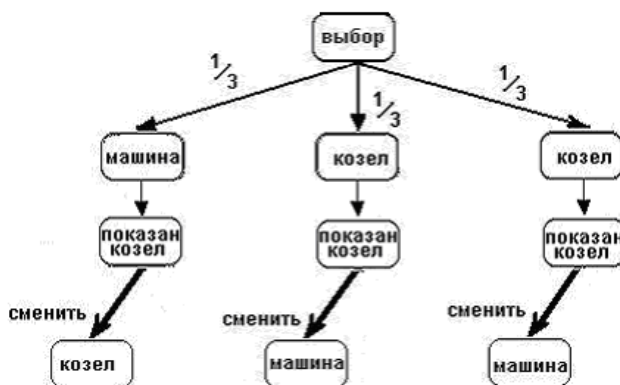 выбор
1/3
1/3
1/3
машина
козел
козел
показан
козел
показан
козел
показан
козел
сменить
сменить
сменить
козел
машина
машина